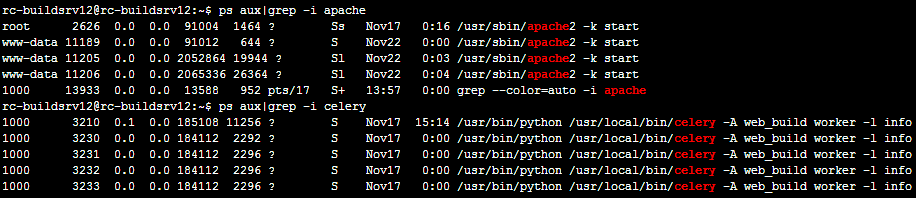 rc-buildsrv12@rc-buildsrv12:~$ ps aux|grep -i apache
root      2626  0.0  0.0  91004  1464 ?        Ss   Nov17   0:16 /usr/sbin/apache2 -k start
www-data 11189  0.0  0.0  91012   644 ?        S    Nov22   0:00 /usr/sbin/apache2 -k start
www-data 11205  0.0  0.0 2052864 19944 ?       Sl   Nov22   0:03 /usr/sbin/apache2 -k start
www-data 11206  0.0  0.0 2065336 26364 ?       Sl   Nov22   0:04 /usr/sbin/apache2 -k start
1000     13933  0.0  0.0  13588   952 pts/17   S+   13:57   0:00 grep --color=auto -i apache
rc-buildsrv12@rc-buildsrv12:~$ ps aux|grep -i celery
1000      3210  0.1  0.0 185108 11256 ?        S    Nov17  15:14 /usr/bin/python /usr/local/bin/celery -A web_build worker -l info
1000      3230  0.0  0.0 184112  2292 ?        S    Nov17   0:00 /usr/bin/python /usr/local/bin/celery -A web_build worker -l info
1000      3231  0.0  0.0 184112  2296 ?        S    Nov17   0:00 /usr/bin/python /usr/local/bin/celery -A web_build worker -l info
1000      3232  0.0  0.0 184112  2296 ?        S    Nov17   0:00 /usr/bin/python /usr/local/bin/celery -A web_build worker -l info
1000      3233  0.0  0.0 184112  2296 ?        S    Nov17   0:00 /usr/bin/python /usr/local/bin/celery -A web_build worker -l info